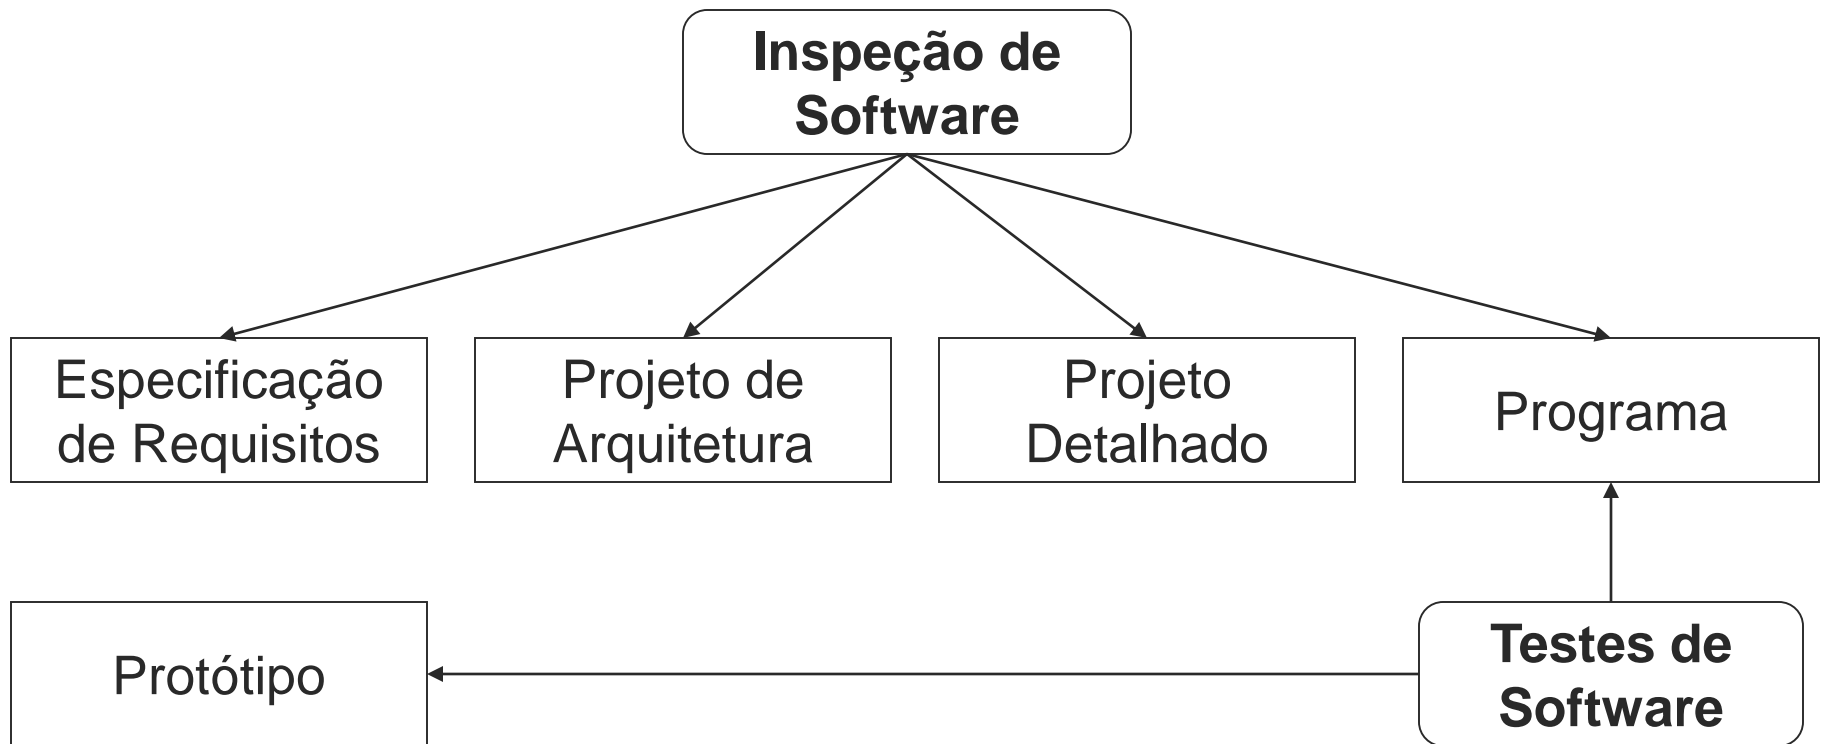 Inspeção de
Software
Especificação
de Requisitos
Projeto de
Arquitetura
Projeto
Detalhado
Programa
Protótipo
Testes de
Software